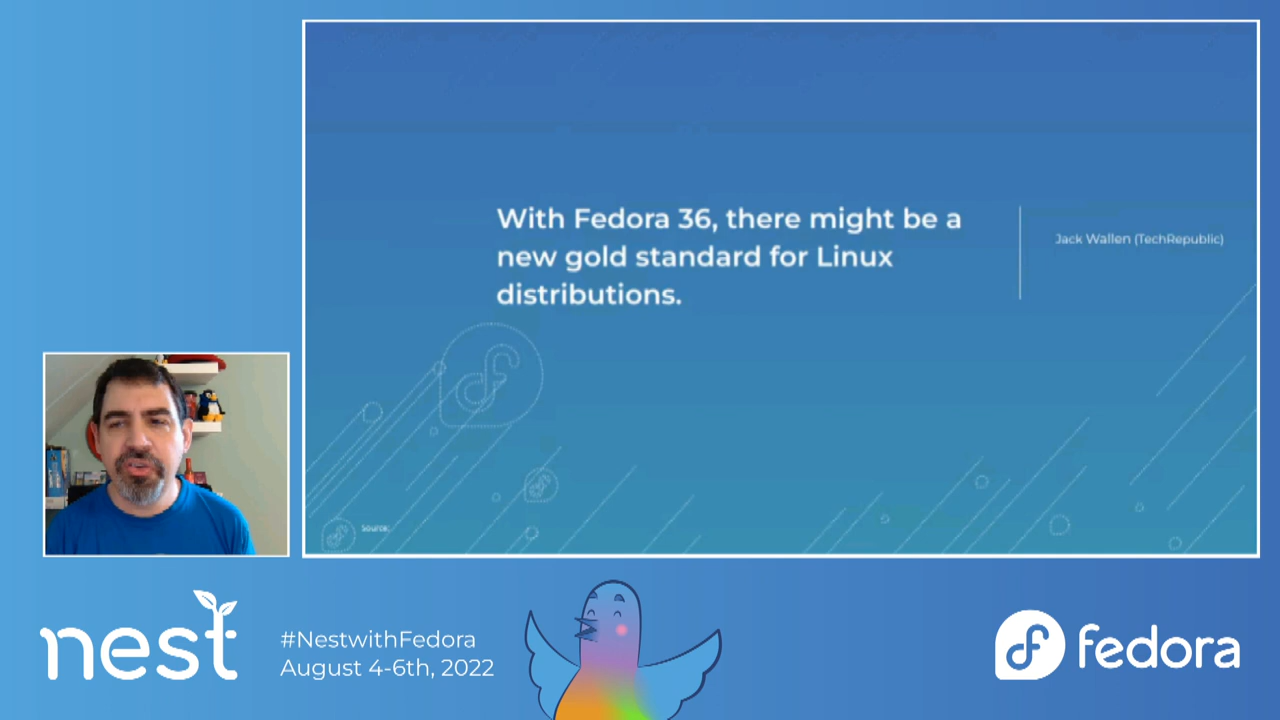 With Fedora 36, there might be a
new gold standard for Linux
distributions.
Jack Wallen (TechRepublic)
Source:
nest
#NestwithFedora
August 4-6th, 2022
fedora